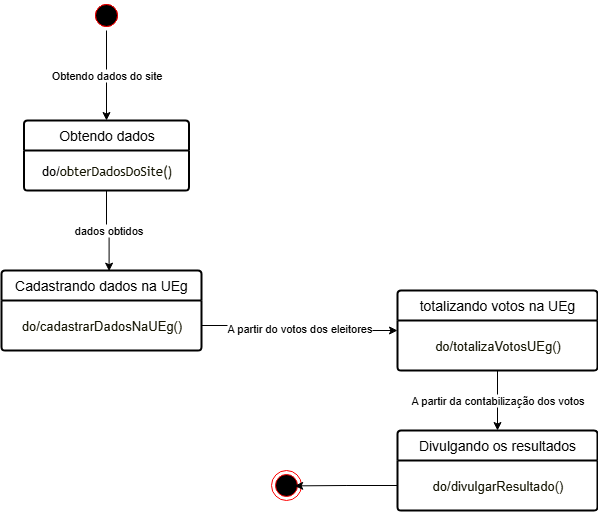 Obtendo dados do site
Obtendo dados
do/obterDadosDoSite()
dados obtidos
Cadastrando dados na UEg
do/cadastrarDadosNaUEg()
A partir do votos dos eleitores
totalizando votos na UEg
do/totalizaVotosUEg()
A partir da contabilização dos votos
Divulgando os resultados
do/divulgarResultado()